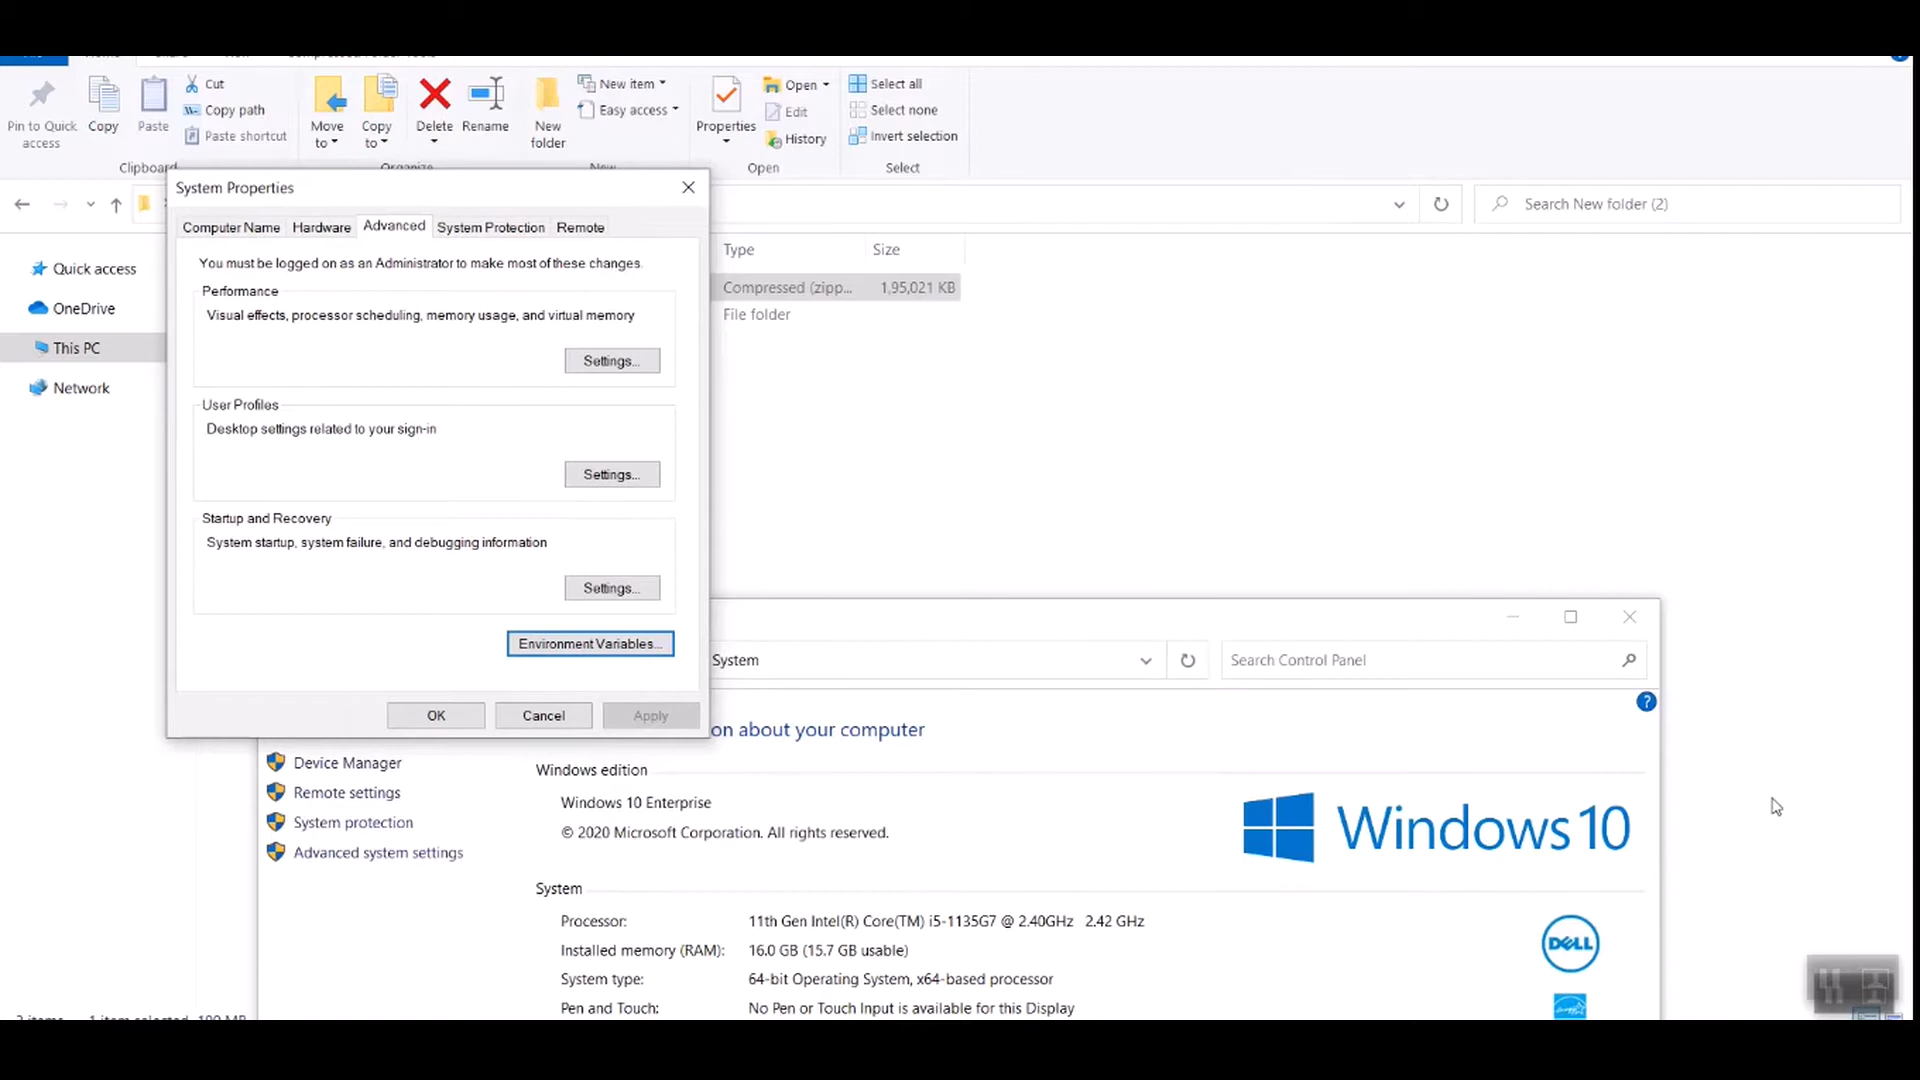 Pin to Quick access
Copy
Paste
Cut
Copy path
Paste shortcut
Clipboard
Move to
Copy to
Delete
Rename
Organize
New folder
New item
Easy access
New
Properties
Open
Edit
History
Open
Select all
Select none
Invert selection
Select
Search New folder (2)
Quick access
OneDrive
This PC
Network
Type Size
Compressed (zipp... 1,95,021 KB
File folder
System Properties
Computer Name Hardware Advanced System Protection Remote
You must be logged on as an Administrator to make most of these changes.
Performance
Visual effects, processor scheduling, memory usage, and virtual memory
Settings...
User Profiles
Desktop settings related to your sign-in
Settings...
Startup and Recovery
System startup, system failure, and debugging information
Settings...
Environment Variables...
OK Cancel Apply
System
Search Control Panel
?
on about your computer
Device Manager
Remote settings
System protection
Advanced system settings
Windows edition
Windows 10 Enterprise
© 2020 Microsoft Corporation. All rights reserved.
Windows 10
System
Processor: 11th Gen Intel(R) Core(TM) i5-1135G7 @ 2.40GHz 2.42 GHz
Installed memory (RAM): 16.0 GB (15.7 GB usable)
System type: 64-bit Operating System, x64-based processor
Pen and Touch: No Pen or Touch Input is available for this Display
DELL